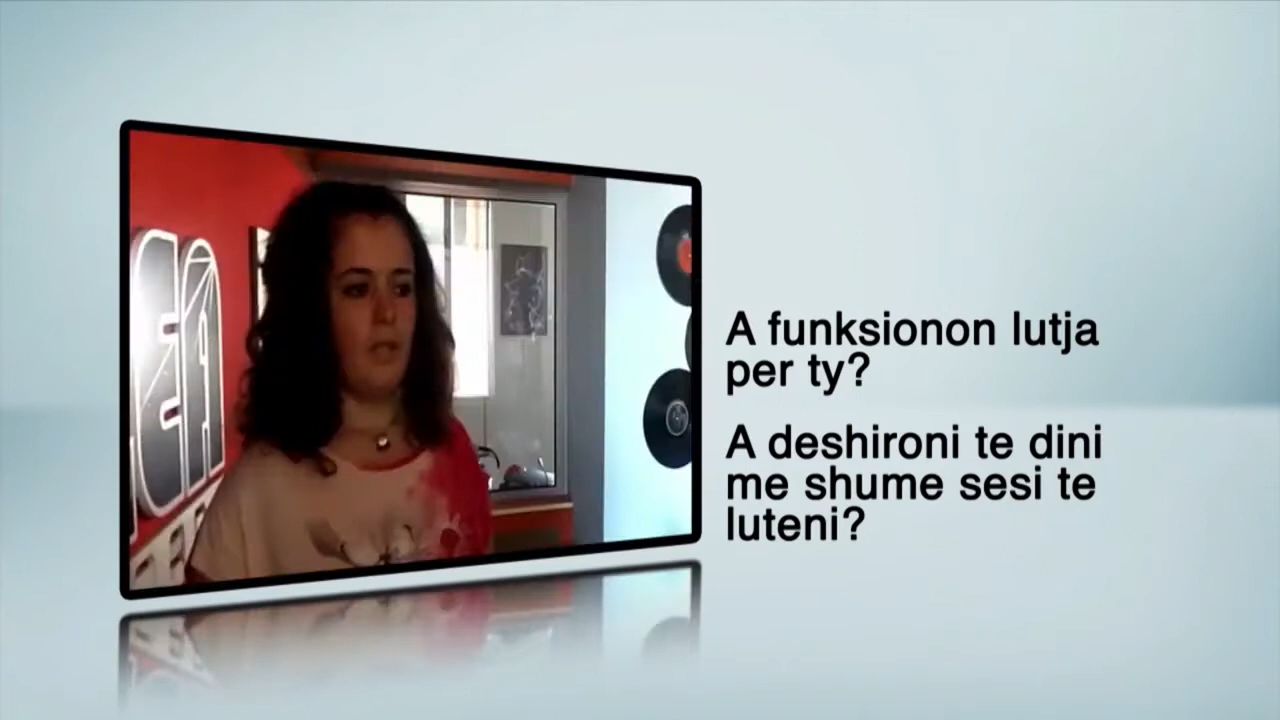 A funksionon lutja
per ty?
A deshironi te dini
me shume sesi te
luteni?